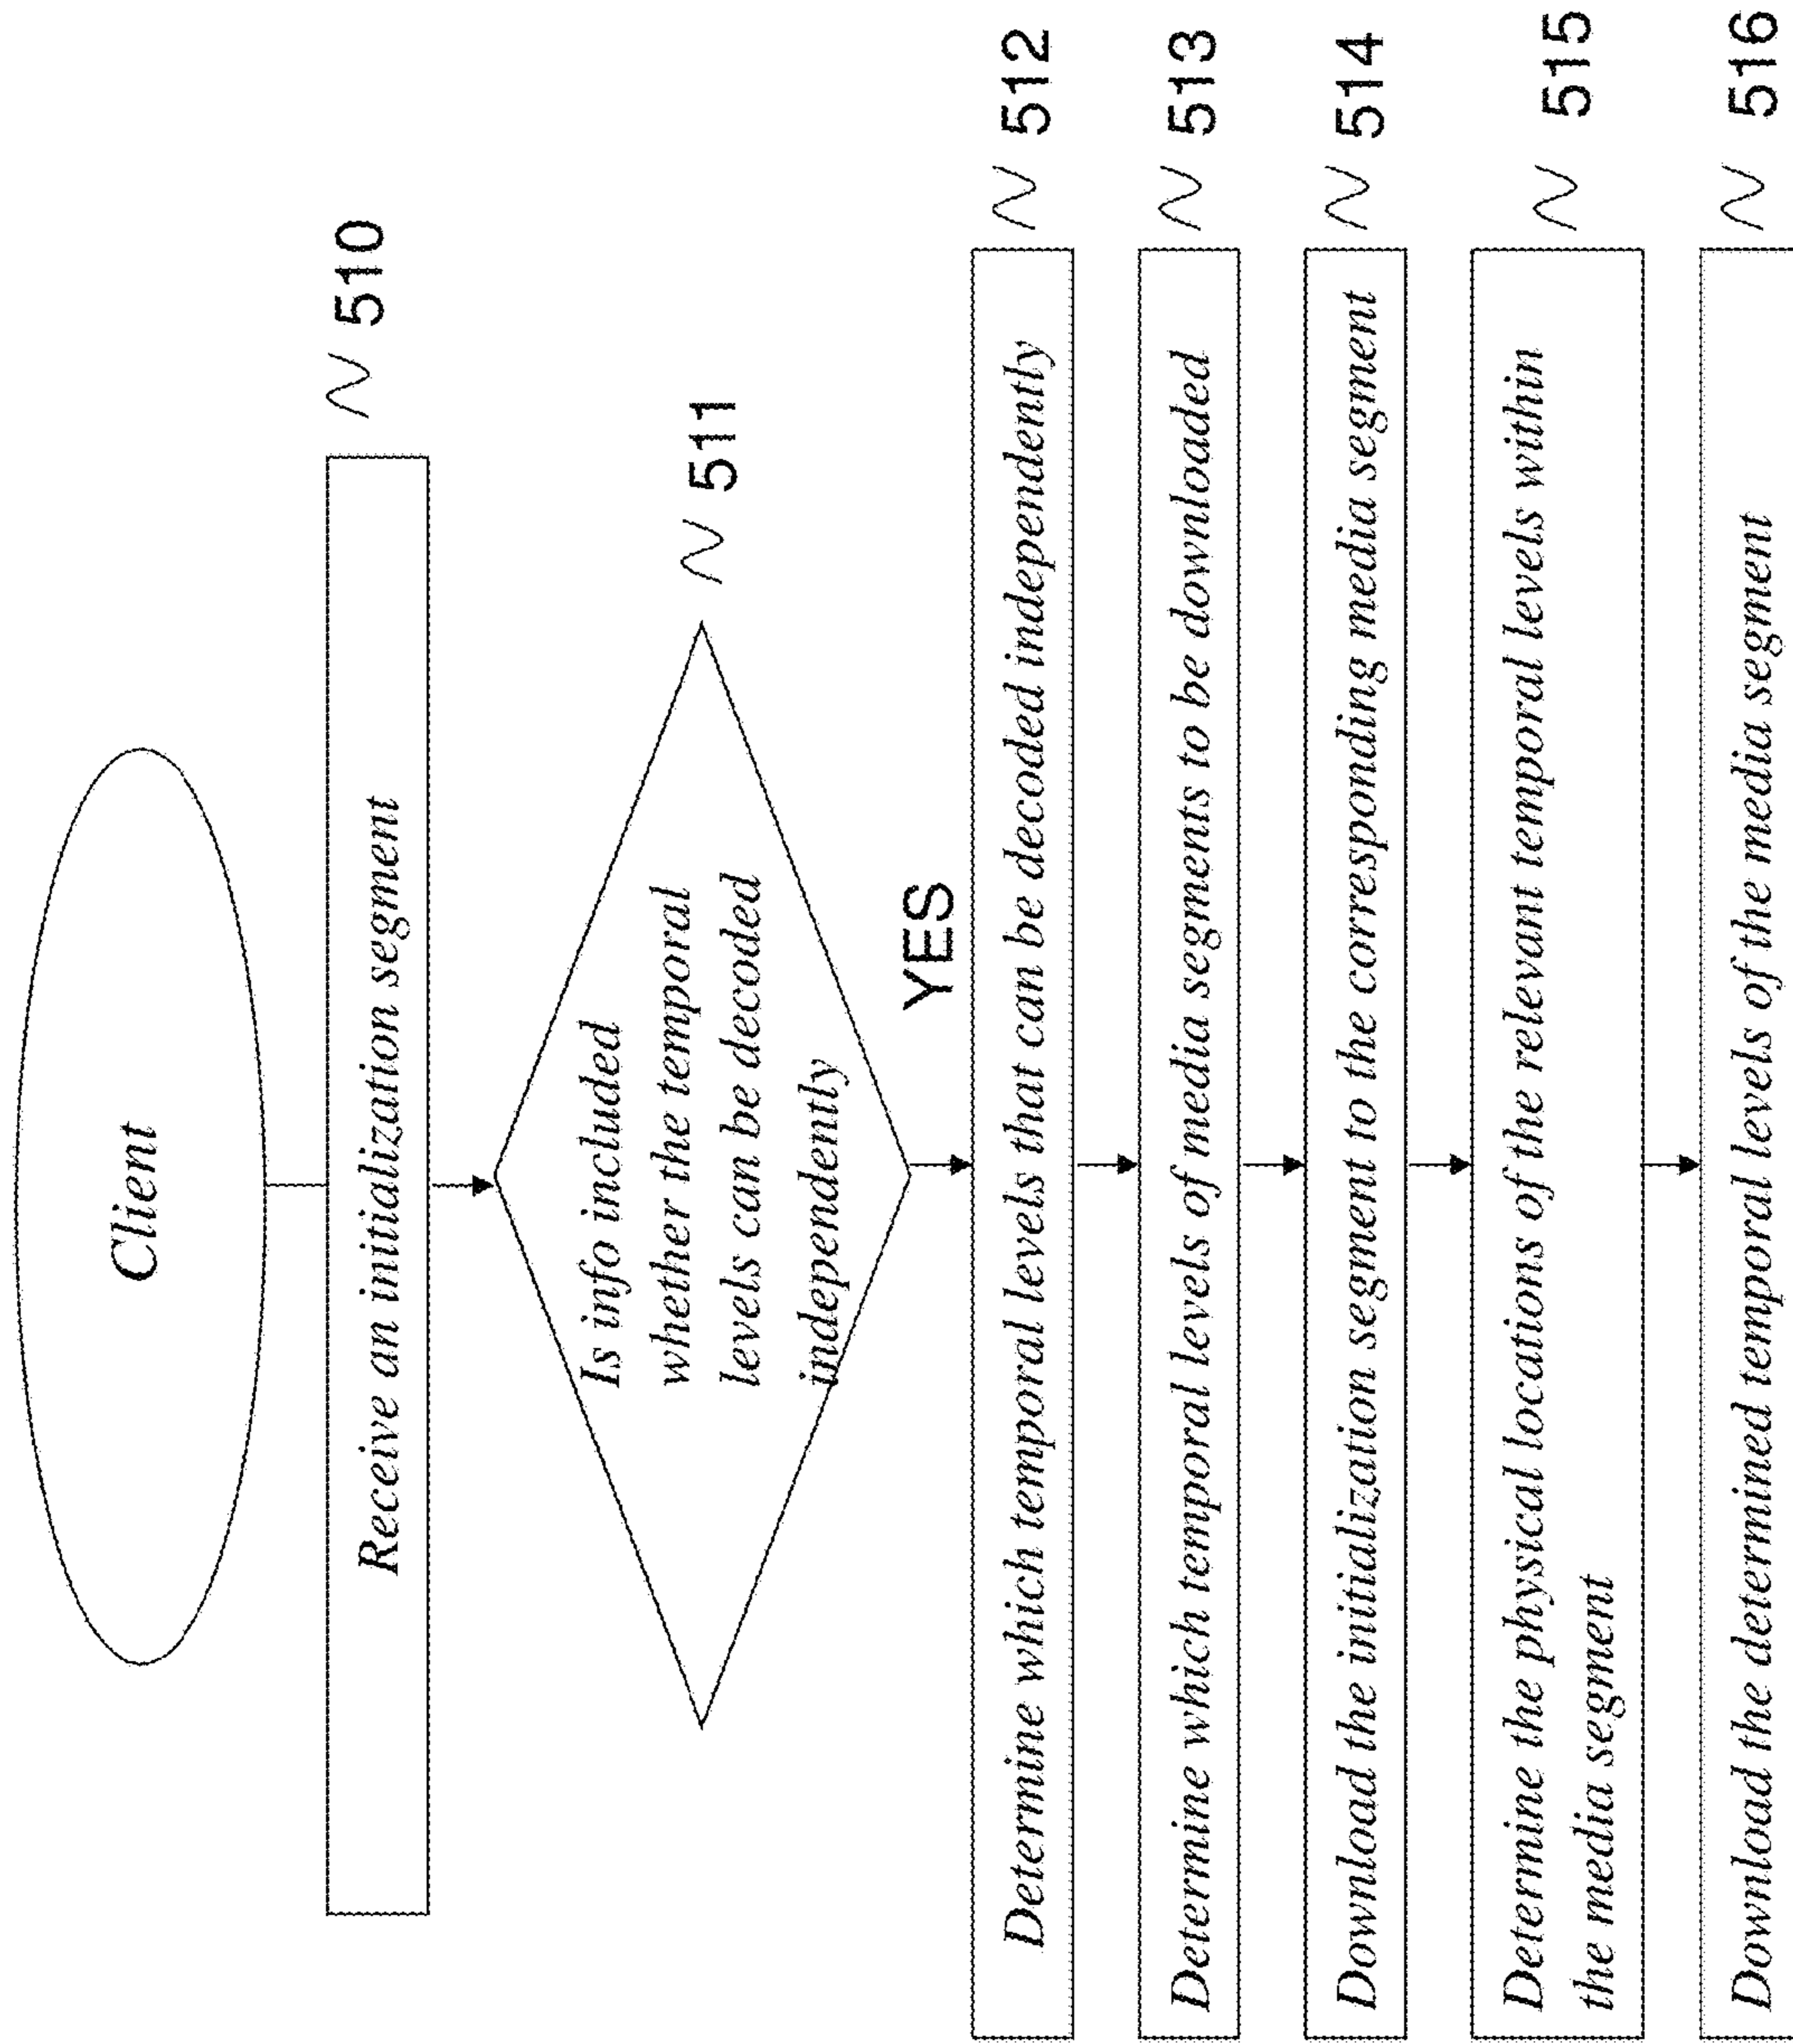 Client
Receive an initialization segment
510
Is info included
whether the temporal
levels can be decoded
independently
511
YES
Determine which temporal levels that can be decoded independently
512
Determine which temporal levels of media segments to be downloaded
513
Download the initialization segment to the corresponding media segment
514
Determine the physical locations of the relevant temporal levels within
the media segment
515
Download the determined temporal levels of the media segment
516